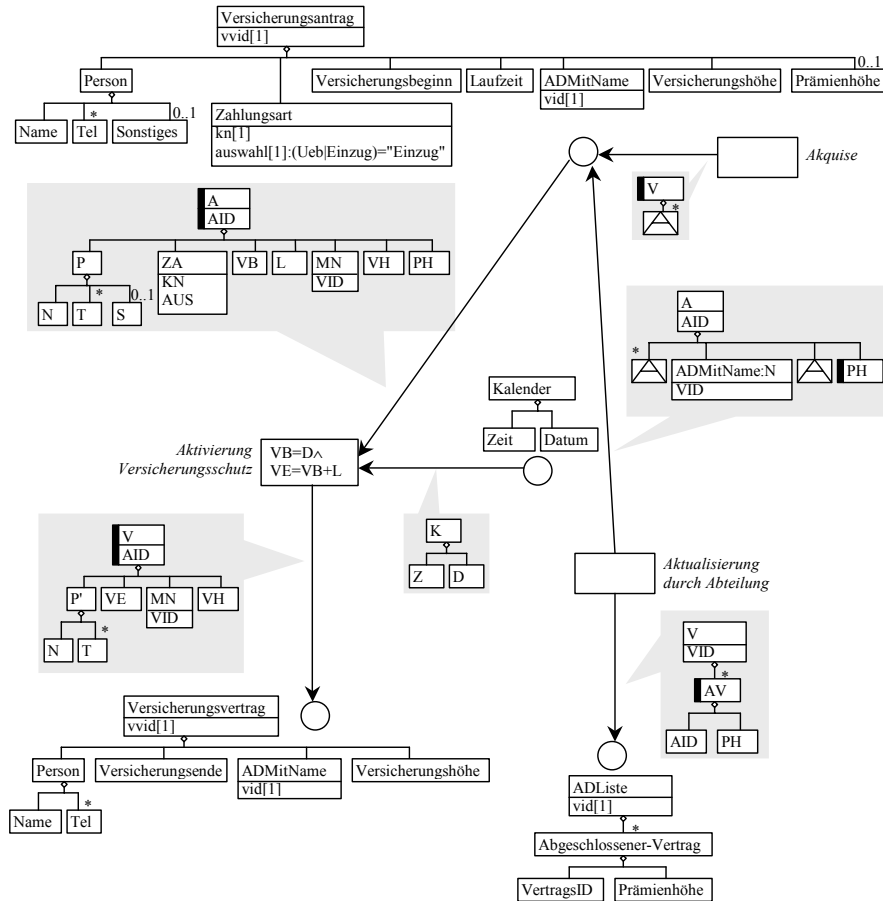 Versicherungsantrag
vvid[1]
0..1
Person
Versicherungsbeginn
Laufzeit
ADMitName
vid[1]
Versicherungshöhe
Prämienhöhe
*
0..1
Name
Tel
Sonstiges
Zahlungsart
kn[1]
auswahl[1]:(Ueb|Einzug)="Einzug"
Akquise
V
*
A
AID
P
ZA
KN
AUS
VB
L
MN
VID
VH
PH
*
0..1
N
T
S
A
AID
*
ADMitName:N
VID
PH
Kalender
Zeit
Datum
Aktivierung
Versicherungsschutz
VB=D∧
VE=VB+L
K
Z
D
V
AID
P'
VE
MN
VID
VH
*
N
T
Aktualisierung
durch Abteilung
V
VID
*
AV
AID
PH
Versicherungsvertrag
vvid[1]
Person
Versicherungsende
ADMitName
vid[1]
Versicherungshöhe
*
Name
Tel
ADListe
vid[1]
*
Abgeschlossener-Vertrag
VertragsID
Prämienhöhe